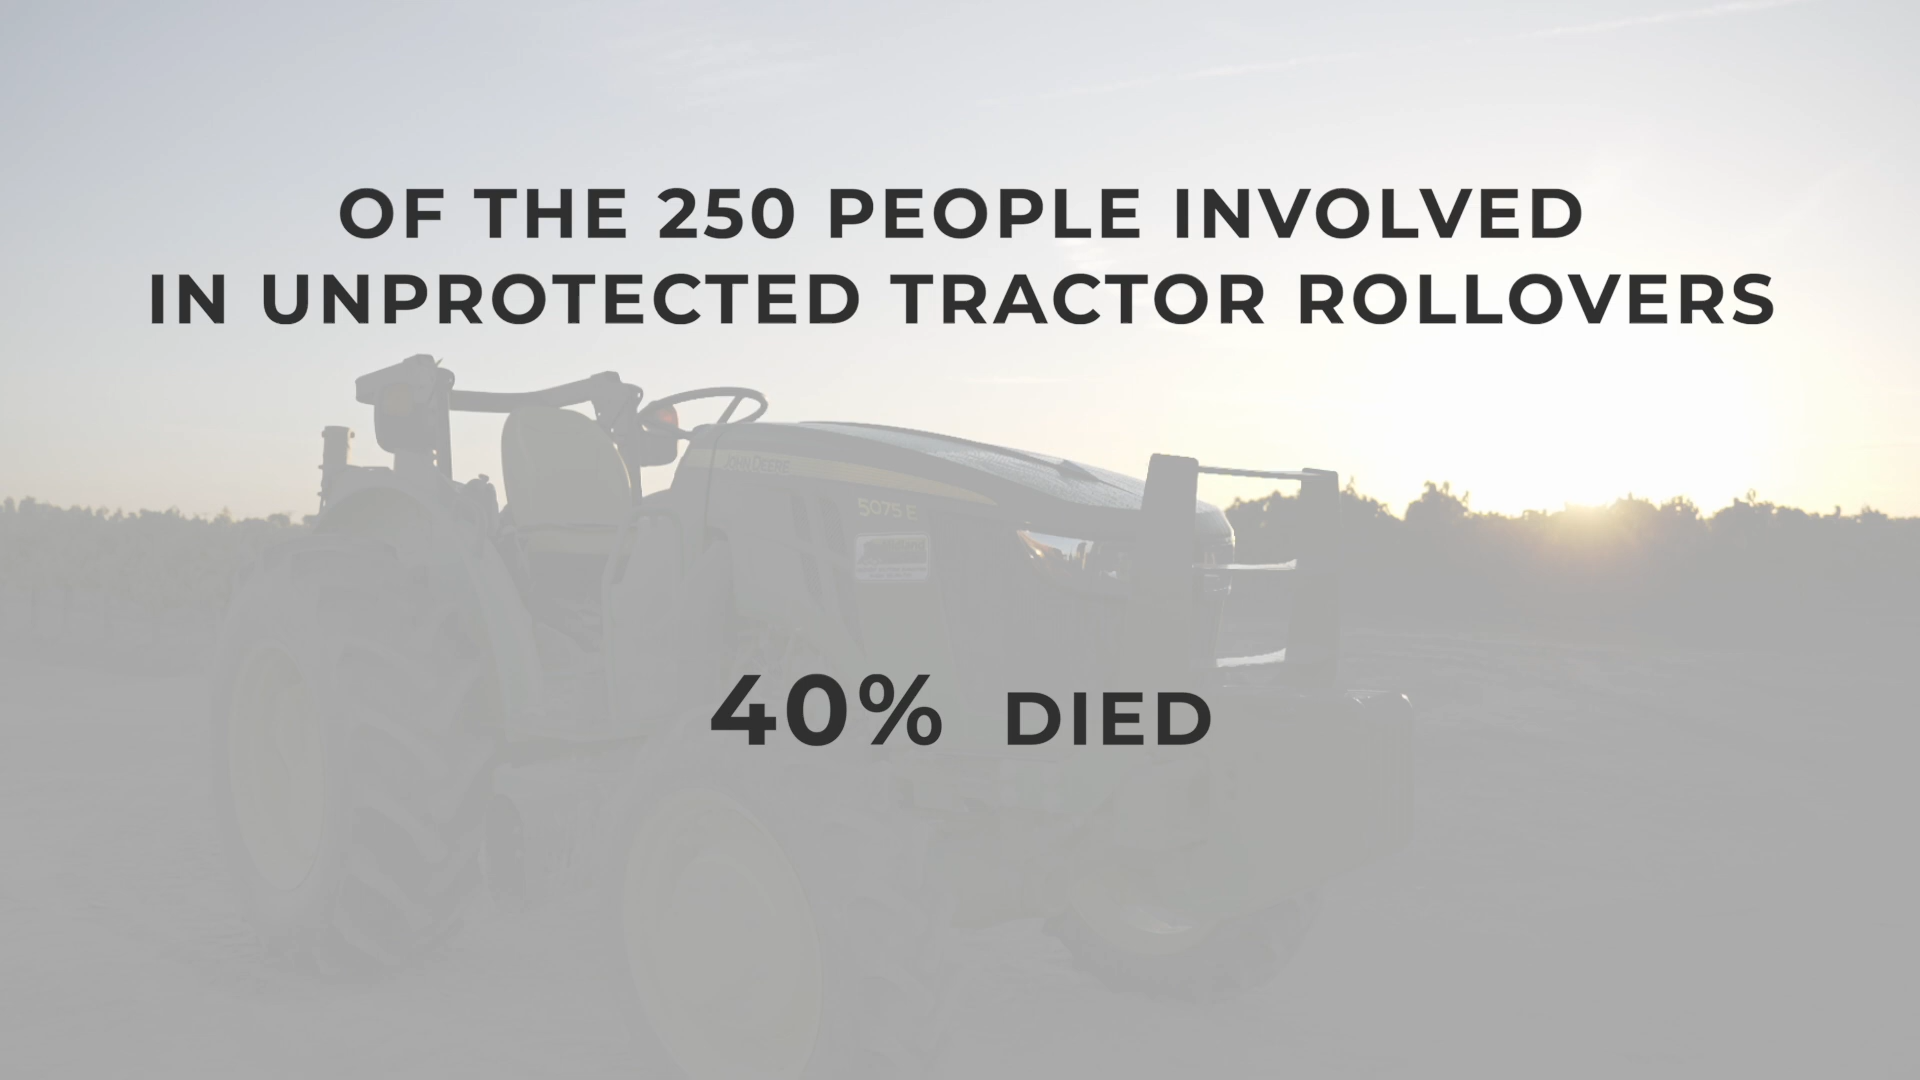 OF THE 250 PEOPLE INVOLVED
IN UNPROTECTED TRACTOR ROLLOVERS
JOHN DEERE
5075 E
40% DIED